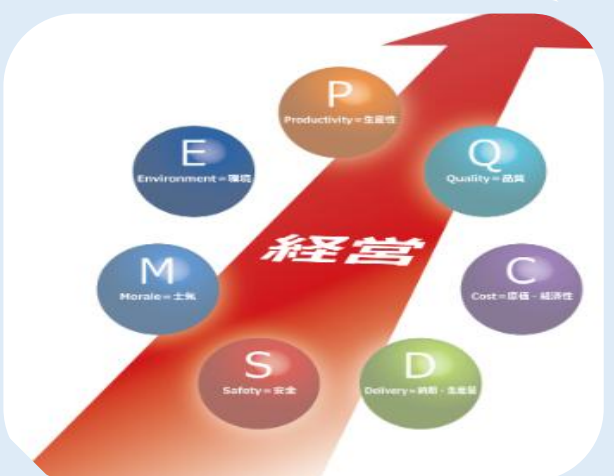 P
Productivity=生産性
Q
Quality=品質
C
Cost=原価・経済性
D
Delivery=納期・生産量
S
Safety=安全
M
Morale=士気
E
Environment=環境
経営